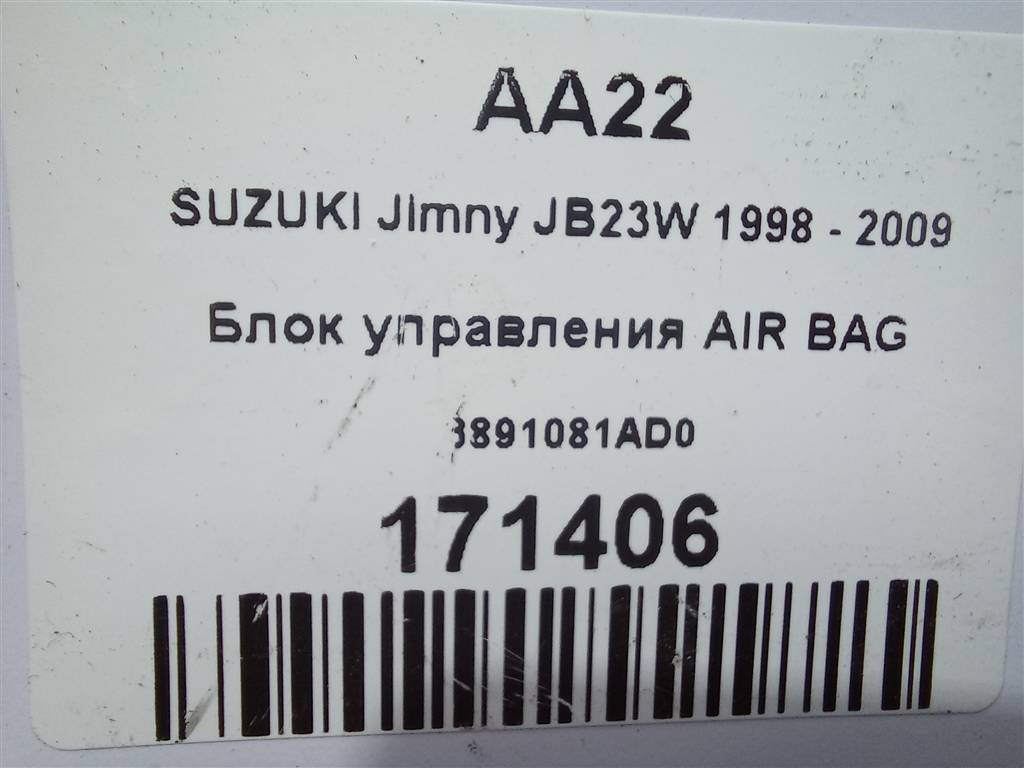 AA22
SUZUKI Jimny JB23W 1998 - 2009
Блок управления AIR BAG
3891081AD0
171406